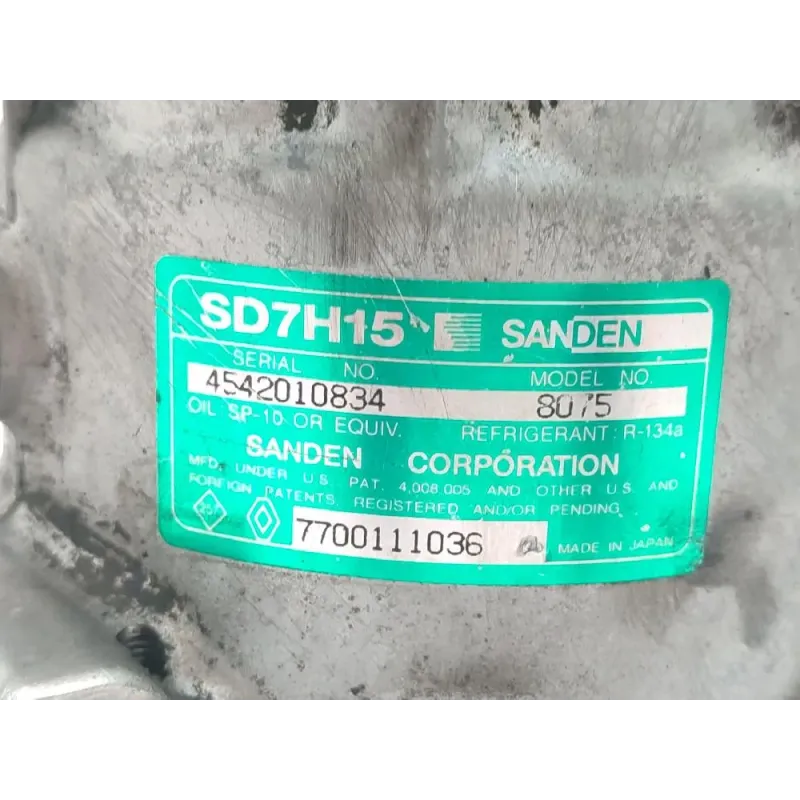 SD7H15 SANDEN
SERIAL NO. MODEL NO.
4542010834 8075
OIL: SP-10 OR EQUIV. REFRIGERANT: R-134a
SANDEN CORPORATION
MFD. UNDER U.S. PAT. 4,008,005 AND OTHER U.S. AND
FOREIGN PATENTS REGISTERED AND/OR PENDING
7700111036 MADE IN JAPAN